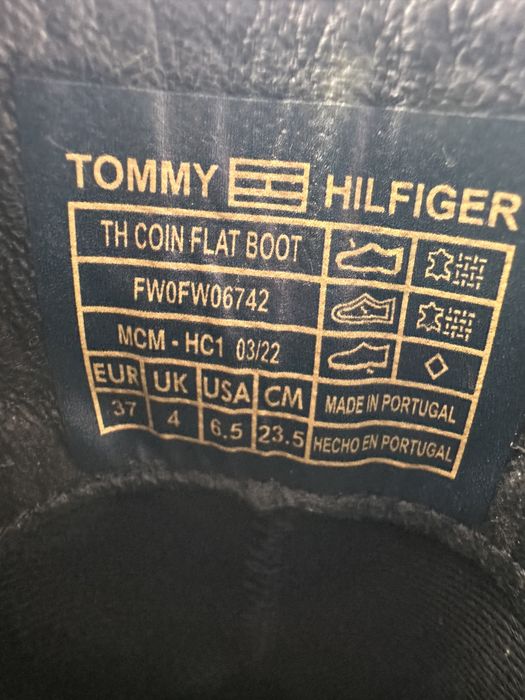 TOMMY HILFIGER
TH COIN FLAT BOOT
FW0FW06742
MCM - HC1 03/22
EUR UK USA CM MADE IN PORTUGAL
37 4 6.5 23.5 HECHO EN PORTUGAL